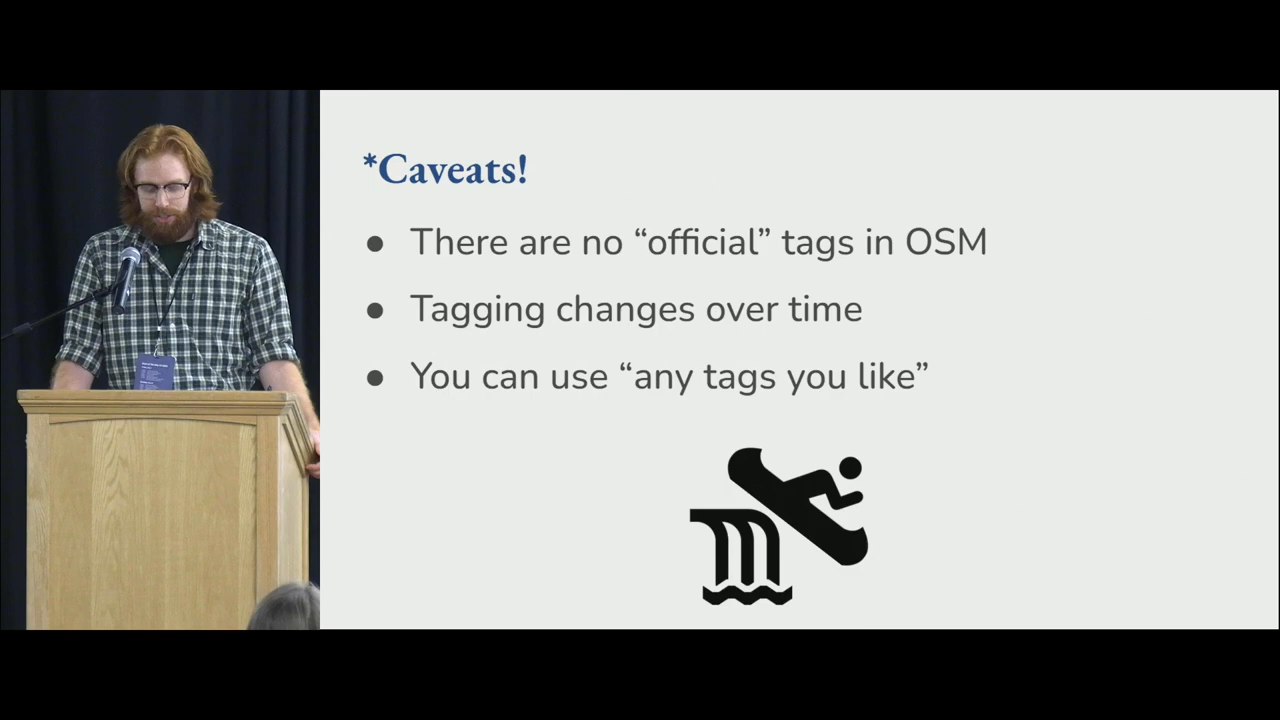 *Caveats!
● There are no “official” tags in OSM
● Tagging changes over time
● You can use “any tags you like”